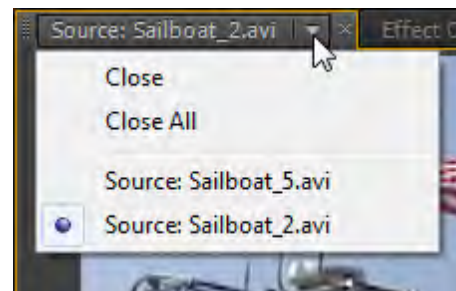 Source: Sailboat_2.avi Effect C
Close
Close All
Source: Sailboat_5.avi
Source: Sailboat_2.avi